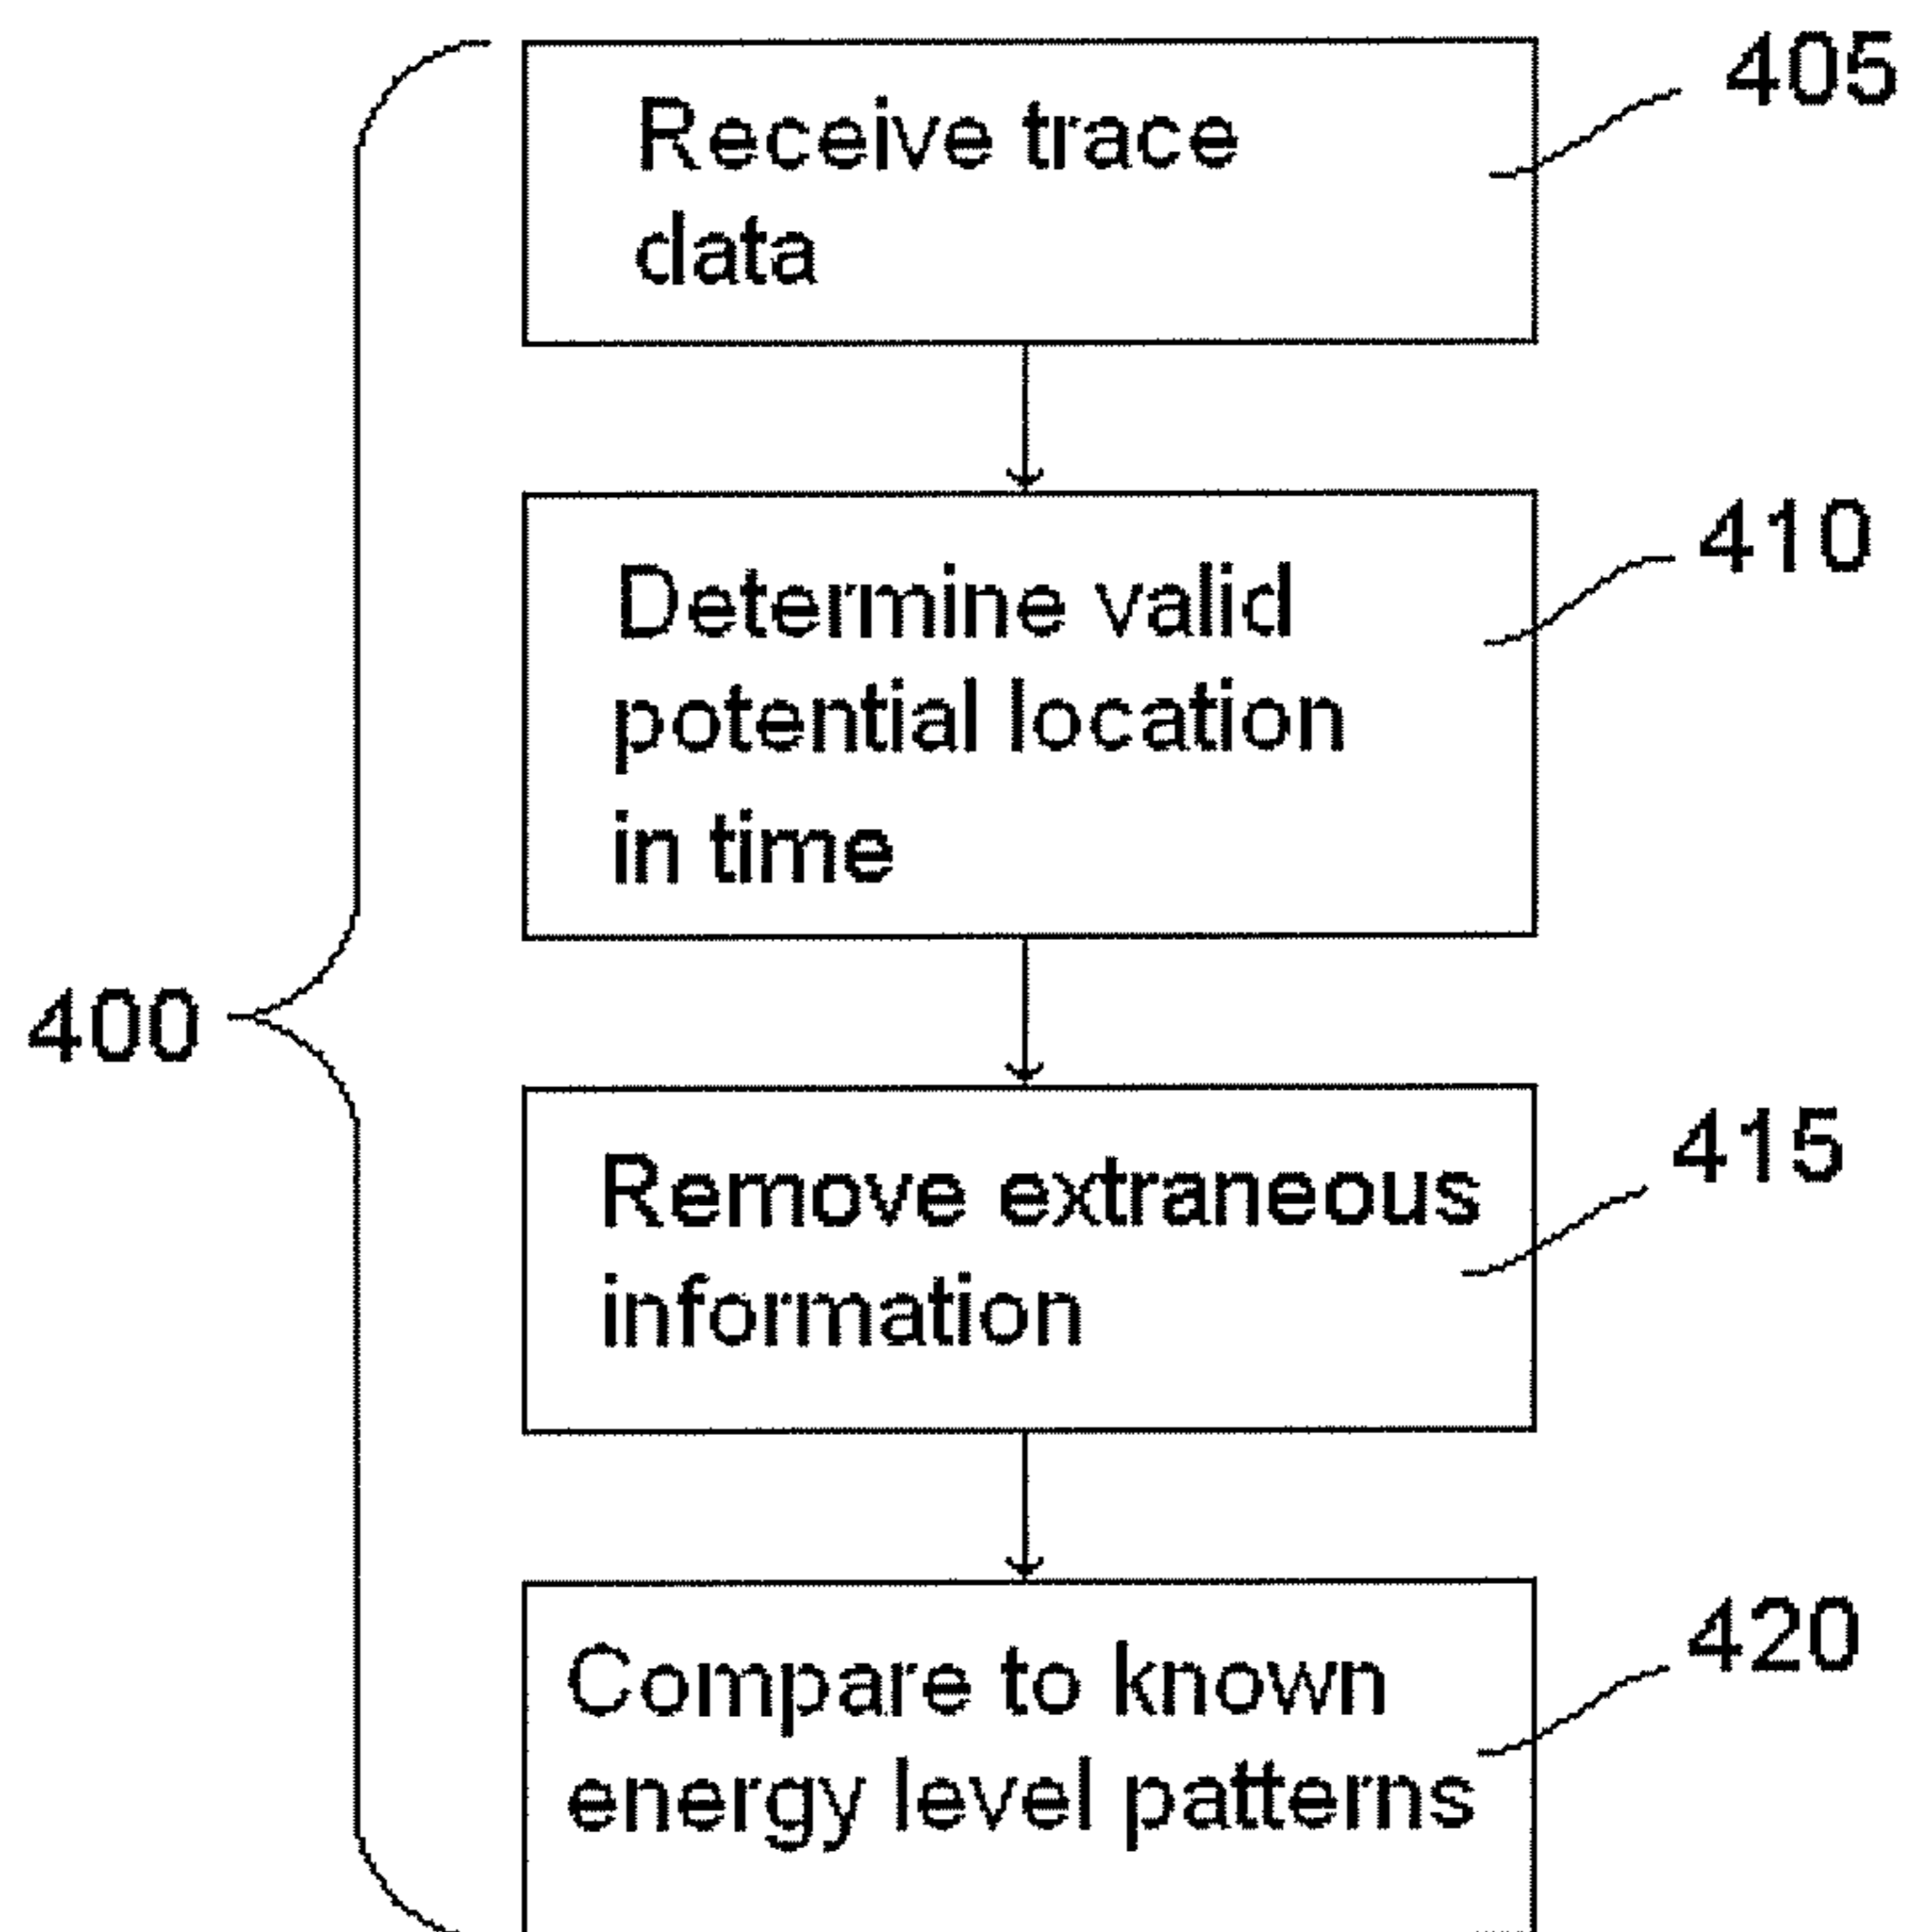 Receive trace
data
405
Determine valid
potential location
in time
410
400
Remove extraneous
information
415
Compare to known
energy level patterns
420